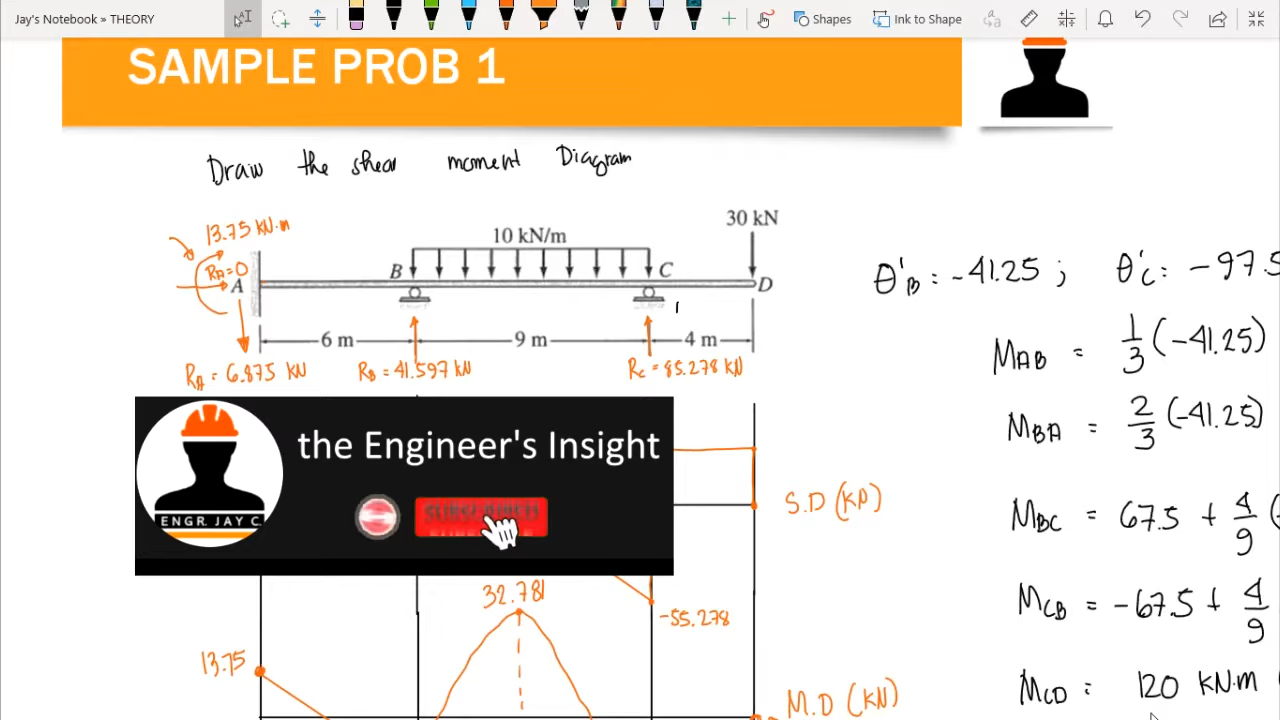 Jay's Notebook » THEORY
Shapes
Ink to Shape
SAMPLE PROB 1
Draw the shear moment Diagram
13.75 kN·m
RA=0
A
B
10 kN/m
C
30 kN
D
6 m
9 m
4 m
RA = 6.875 kN
RB = 41.597 kN
RC = 85.278 kN
the Engineer's Insight
ENGR. JAY C.
S.D (KN)
32.781
-55.278
13.75
M.D (KN)
θ'B = -41.25 ; θ'C = -97.5
MAB = 1/3 (-41.25)
MBA = 2/3 (-41.25)
MBC = 67.5 + 4/9 (
MCB = -67.5 + 4/9
MCD = 120 KN·m